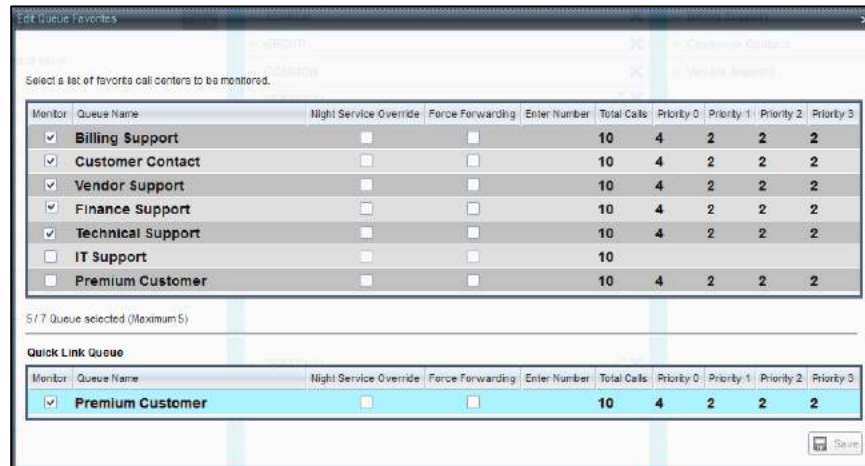 Edit Queue Favorites
GROUP
COMMON
Customer Contact
Vendor Support
Select a list of favorite call centers to be monitored.
Monitor Queue Name Night Service Override Force Forwarding Enter Number Total Calls Priority 0 Priority 1 Priority 2 Priority 3
Billing Support 10 4 2 2 2
Customer Contact 10 4 2 2 2
Vendor Support 10 4 2 2 2
Finance Support 10 4 2 2 2
Technical Support 10 4 2 2 2
IT Support 10
Premium Customer 10 4 2 2 2
5 / 7 Queue selected (Maximum 5)
Quick Link Queue
Monitor Queue Name Night Service Override Force Forwarding Enter Number Total Calls Priority 0 Priority 1 Priority 2 Priority 3
Premium Customer 10 4 2 2 2
Save